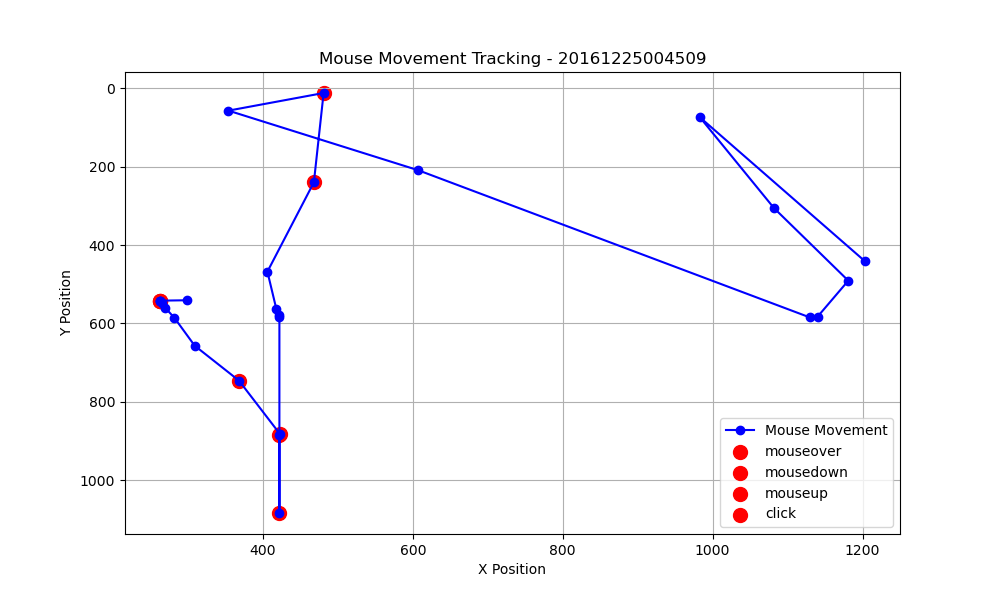 Mouse Movement Tracking - 20161225004509
0
200
400
600
800
1000
Y Position
400
600
800
1000
1200
X Position
Mouse Movement
mouseover
mousedown
mouseup
click